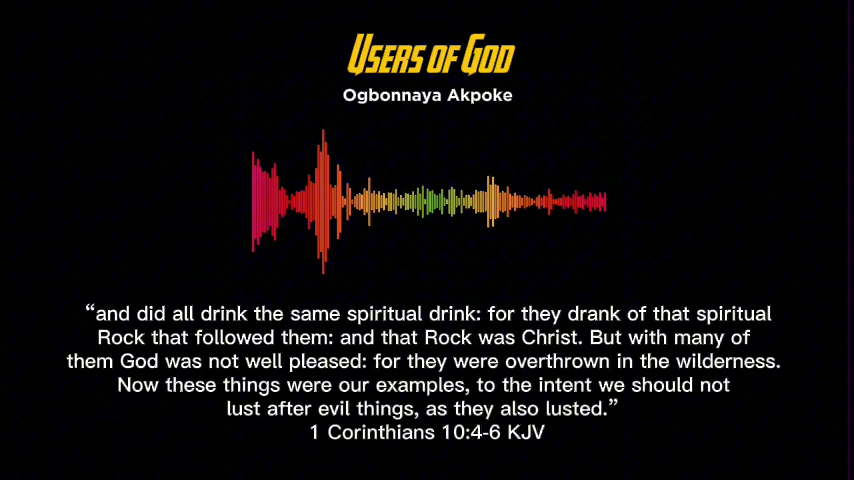 USERS OF GOD
Ogbonnaya Akpoke
“and did all drink the same spiritual drink: for they drank of that spiritual
Rock that followed them: and that Rock was Christ. But with many of
them God was not well pleased: for they were overthrown in the wilderness.
Now these things were our examples, to the intent we should not
lust after evil things, as they also lusted.”
1 Corinthians 10:4-6 KJV